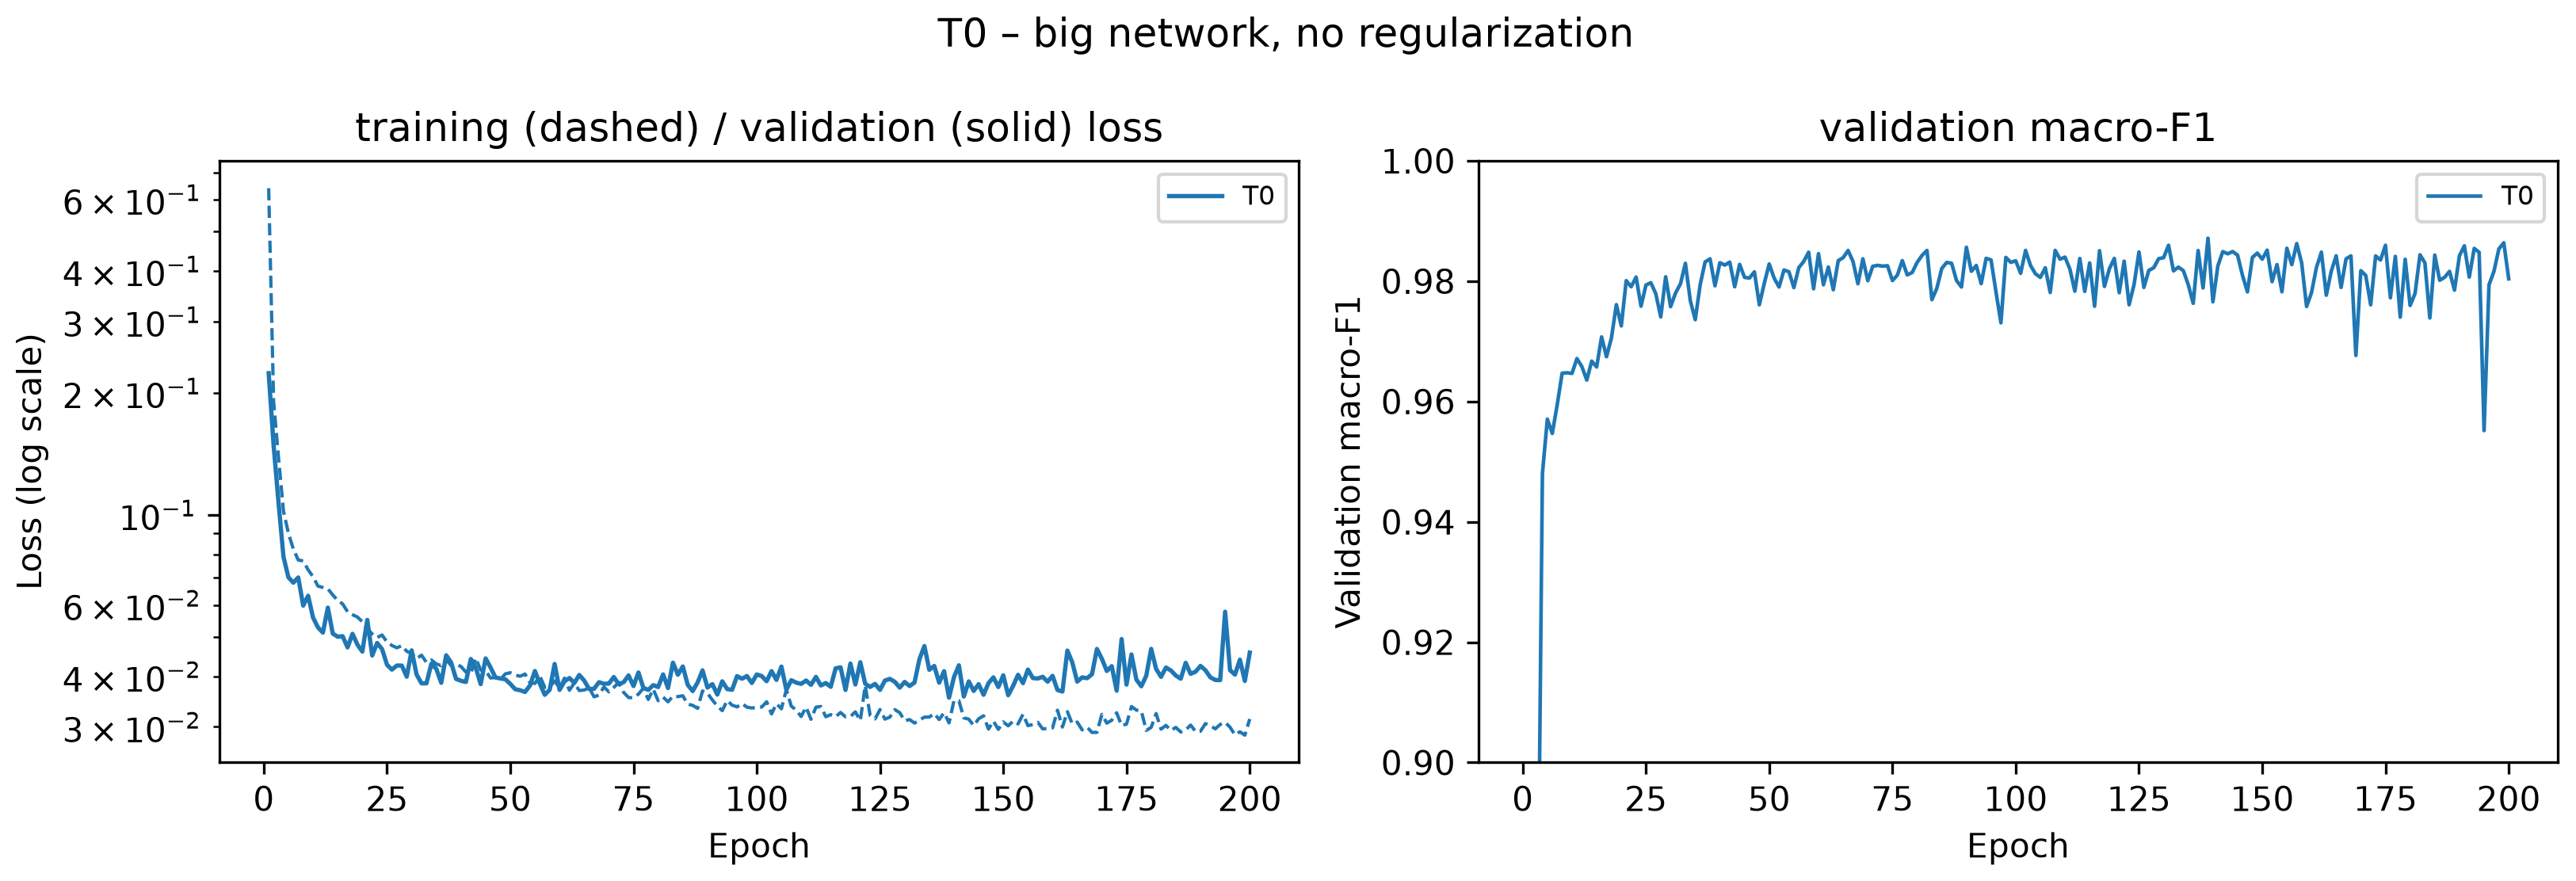 T0 – big network, no regularization
training (dashed) / validation (solid) loss
6 × 10⁻¹
4 × 10⁻¹
3 × 10⁻¹
2 × 10⁻¹
10⁻¹
6 × 10⁻²
4 × 10⁻²
3 × 10⁻²
Loss (log scale)
T0
0 25 50 75 100 125 150 175 200
Epoch
validation macro-F1
1.00
0.98
0.96
0.94
0.92
0.90
Validation macro-F1
T0
0 25 50 75 100 125 150 175 200
Epoch